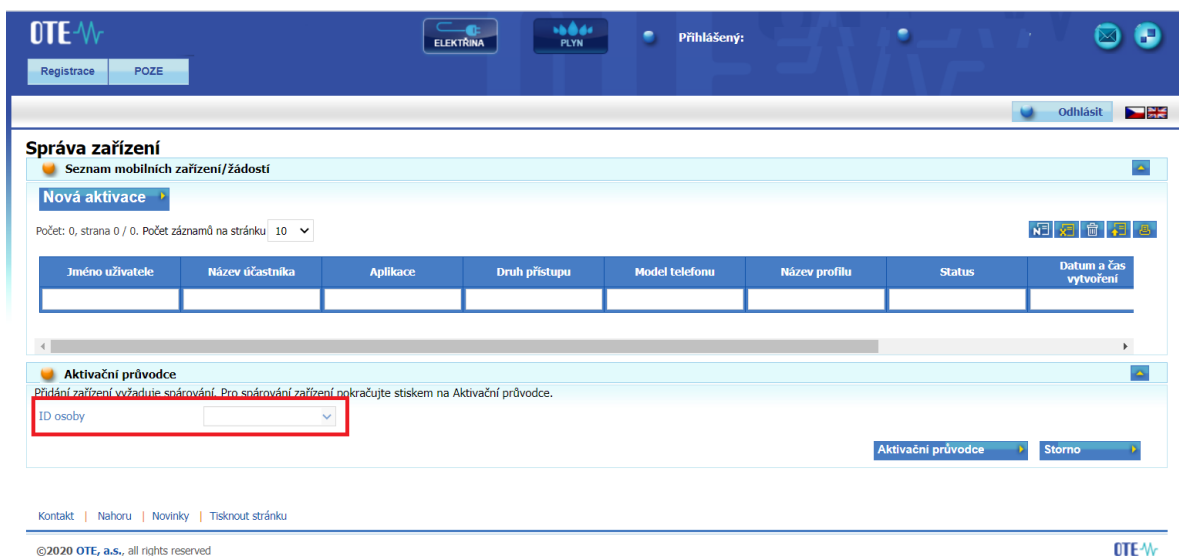 OTE
ELEKTŘINA
PLYN
Přihlášený:
Registrace POZE
Odhlásit
Správa zařízení
Seznam mobilních zařízení/žádostí
Nová aktivace
Počet: 0, strana 0 / 0. Počet záznamů na stránku 10
Jméno uživatele Název účastníka Aplikace Druh přístupu Model telefonu Název profilu Status Datum a čas
vytvoření
Aktivační průvodce
Přidání zařízení vyžaduje spárování. Pro spárování zařízení pokračujte stiskem na Aktivační průvodce.
ID osoby
Aktivační průvodce Storno
Kontakt | Nahoru | Novinky | Tisknout stránku
©2020 OTE, a.s., all rights reserved
OTE